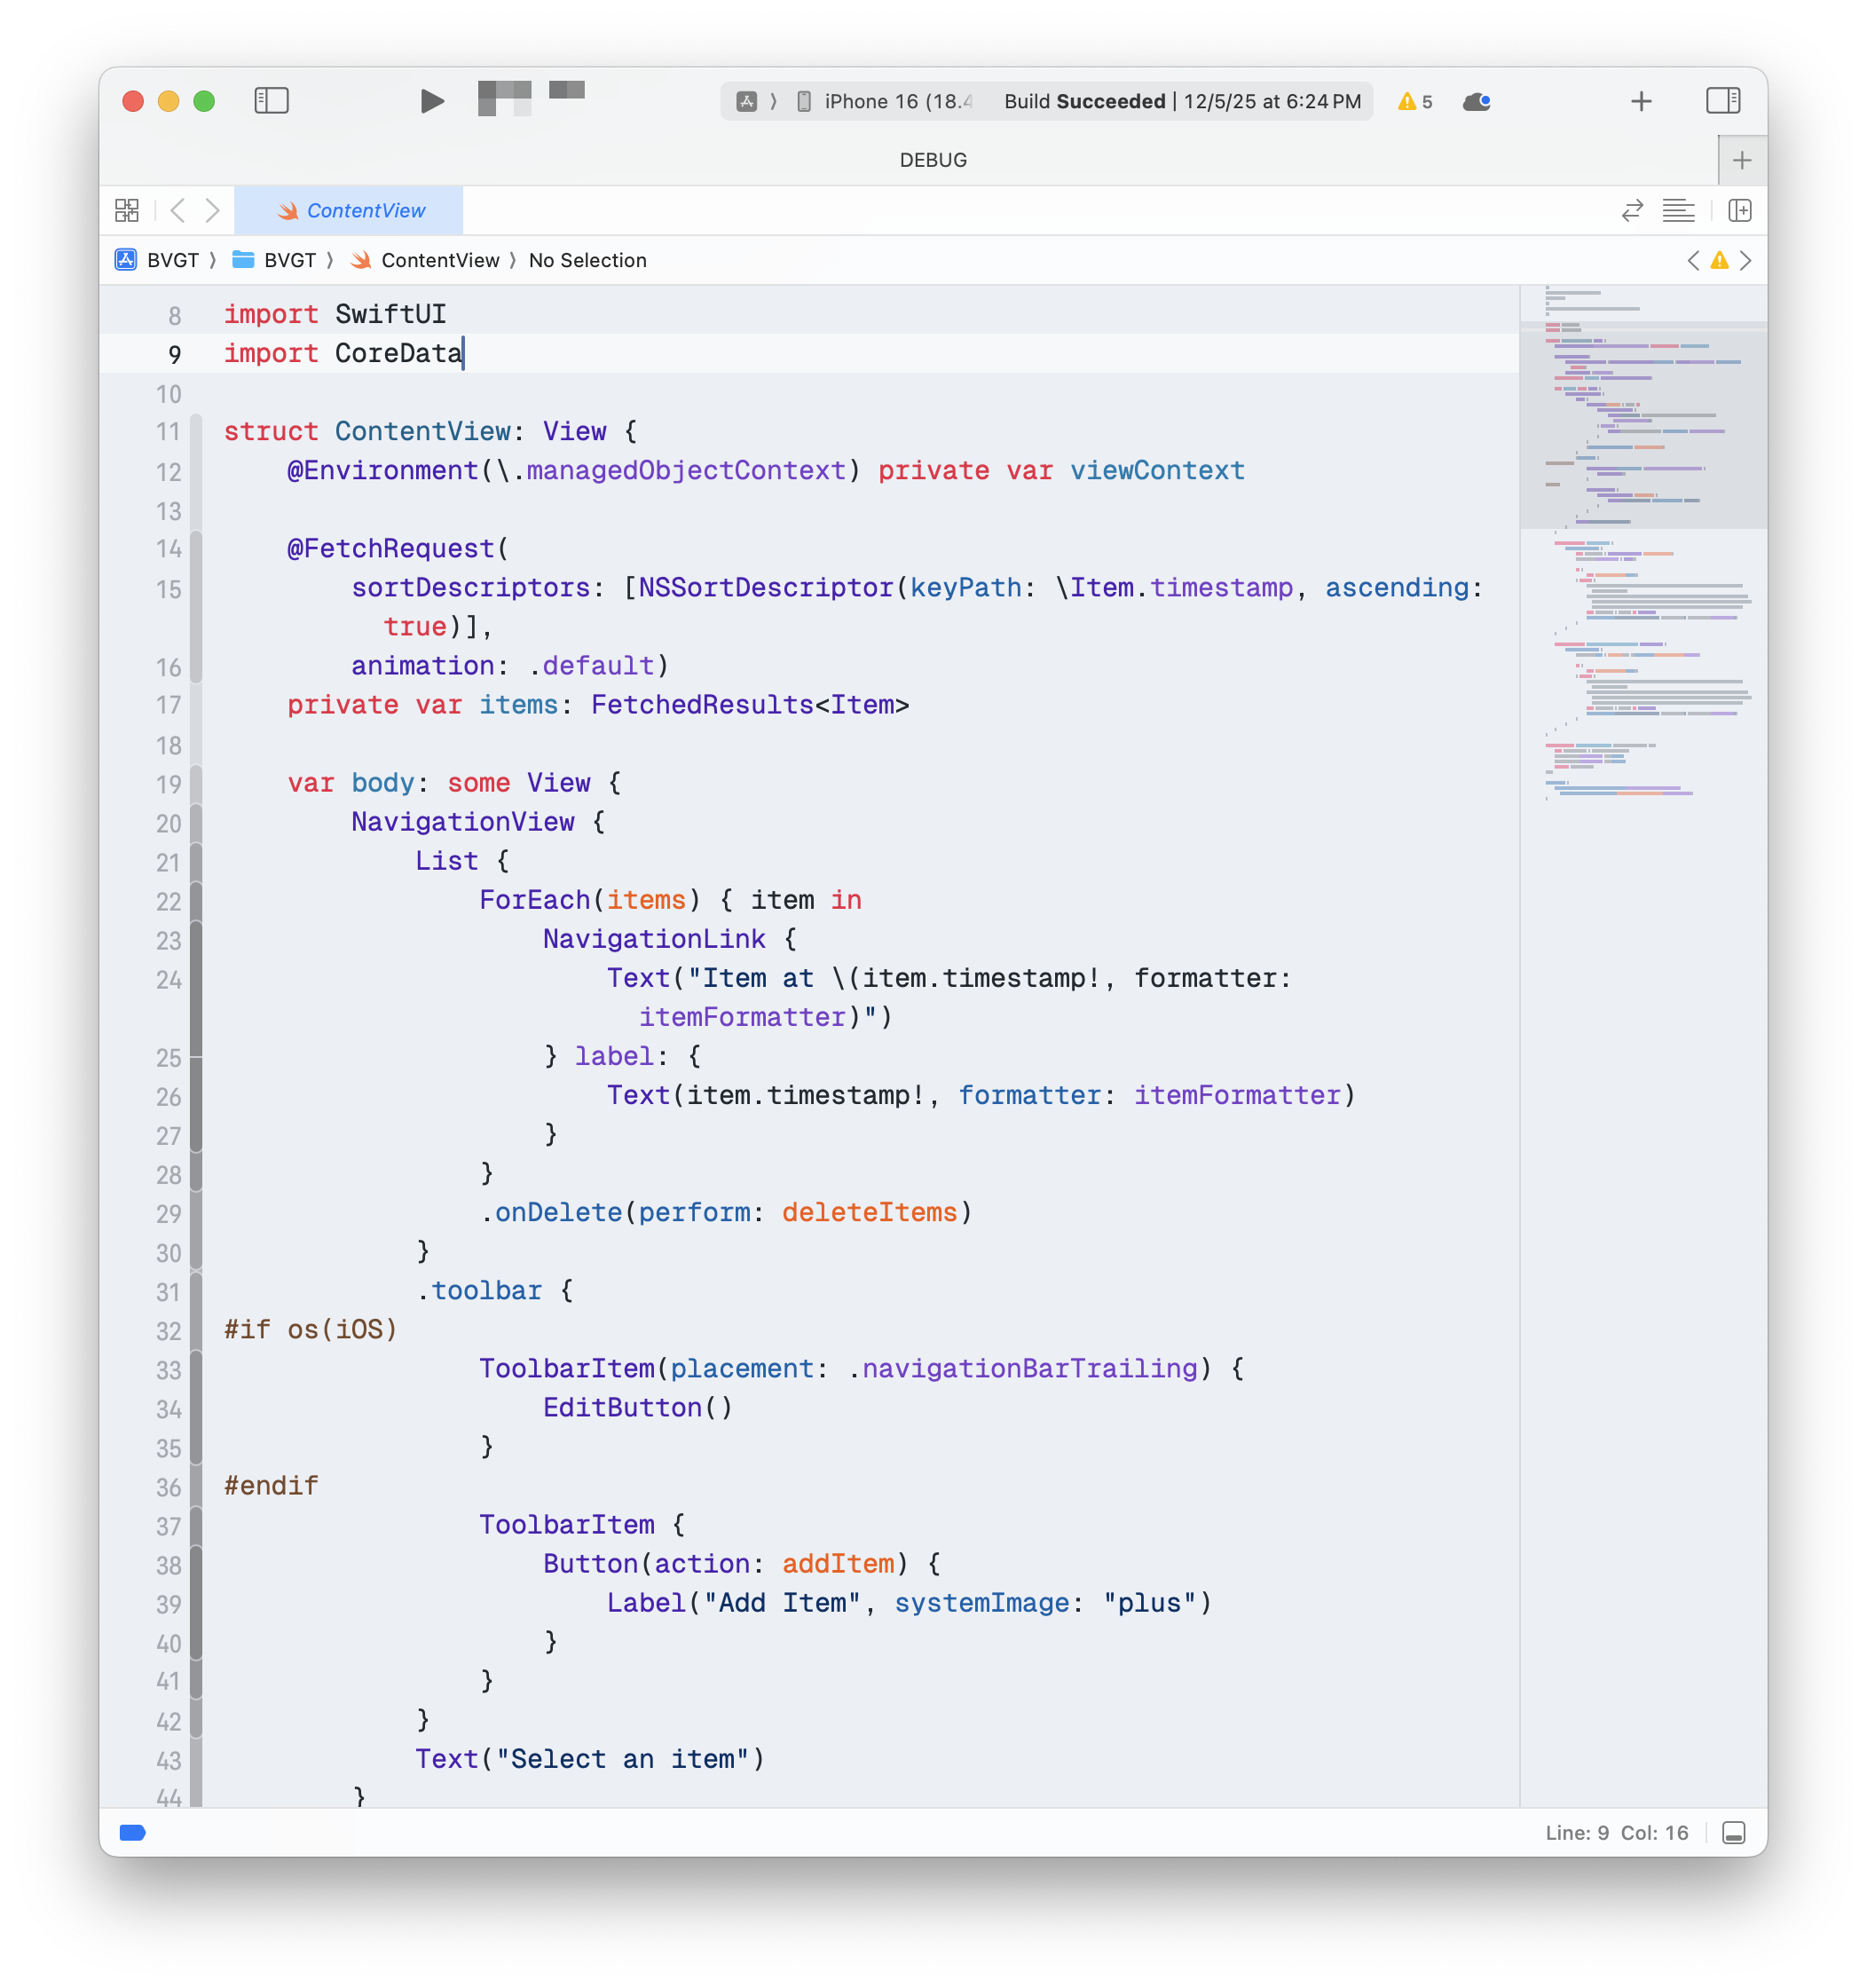 iPhone 16 (18.4 Build Succeeded | 12/5/25 at 6:24 PM 5
DEBUG
ContentView
BVGT BVGT ContentView No Selection
8 import SwiftUI
9 import CoreData
10
11 struct ContentView: View {
12 @Environment(\.managedObjectContext) private var viewContext
13
14 @FetchRequest(
15 sortDescriptors: [NSSortDescriptor(keyPath: \Item.timestamp, ascending:
true)],
16 animation: .default)
17 private var items: FetchedResults<Item>
18
19 var body: some View {
20 NavigationView {
21 List {
22 ForEach(items) { item in
23 NavigationLink {
24 Text("Item at \(item.timestamp!, formatter:
itemFormatter)")
25 } label: {
26 Text(item.timestamp!, formatter: itemFormatter)
27 }
28 }
29 .onDelete(perform: deleteItems)
30 }
31 .toolbar {
32 #if os(iOS)
33 ToolbarItem(placement: .navigationBarTrailing) {
34 EditButton()
35 }
36 #endif
37 ToolbarItem {
38 Button(action: addItem) {
39 Label("Add Item", systemImage: "plus")
40 }
41 }
42 }
43 Text("Select an item")
44 }
Line: 9 Col: 16